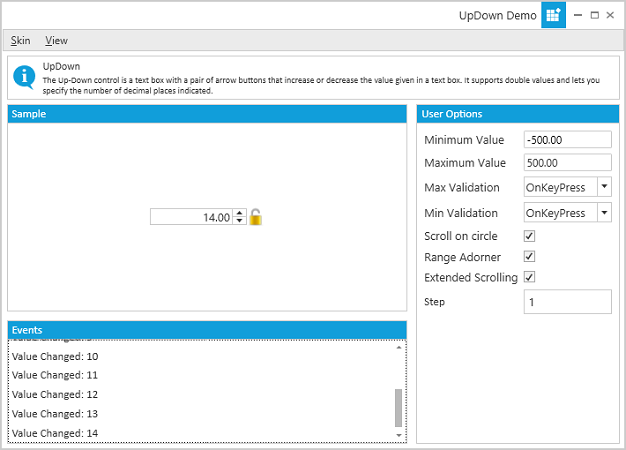 UpDown Demo
Skin View
UpDown
The Up-Down control is a text box with a pair of arrow buttons that increase or decrease the value given in a text box. It supports double values and lets you
specify the number of decimal places indicated.
Sample
14.00
Events
Value Changed: 10
Value Changed: 11
Value Changed: 12
Value Changed: 13
Value Changed: 14
User Options
Minimum Value -500.00
Maximum Value 500.00
Max Validation OnKeyPress
Min Validation OnKeyPress
Scroll on circle
Range Adorner
Extended Scrolling
Step 1